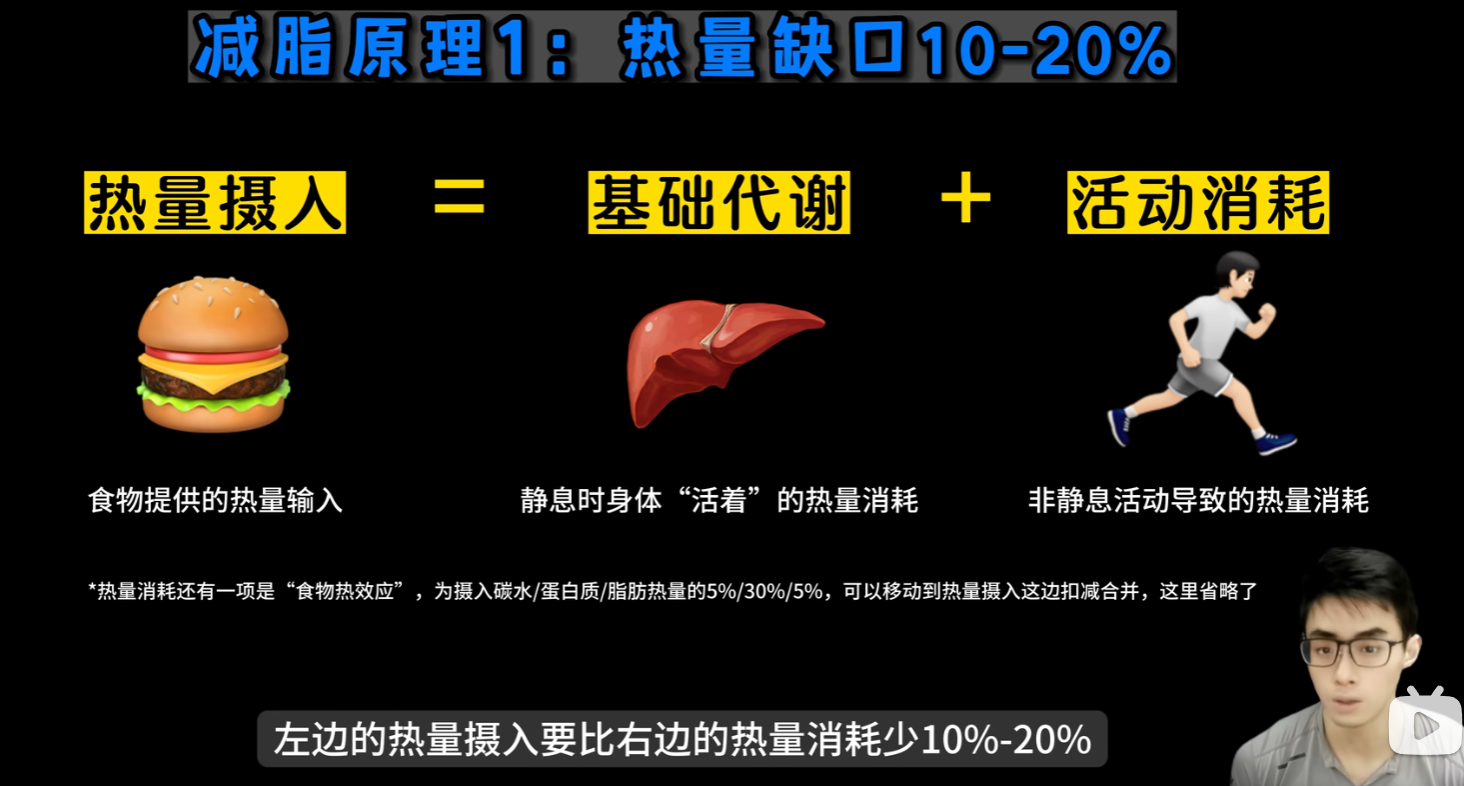 减脂原理1：热量缺口10-20%
热量摄入 = 基础代谢 + 活动消耗
食物提供的热量输入 静息时身体“活着”的热量消耗 非静息活动导致的热量消耗
*热量消耗还有一项是“食物热效应”，为摄入碳水/蛋白质/脂肪热量的5%/30%/5%，可以移动到热量摄入这边扣减合并，这里省略了
左边的热量摄入要比右边的热量消耗少10%-20%